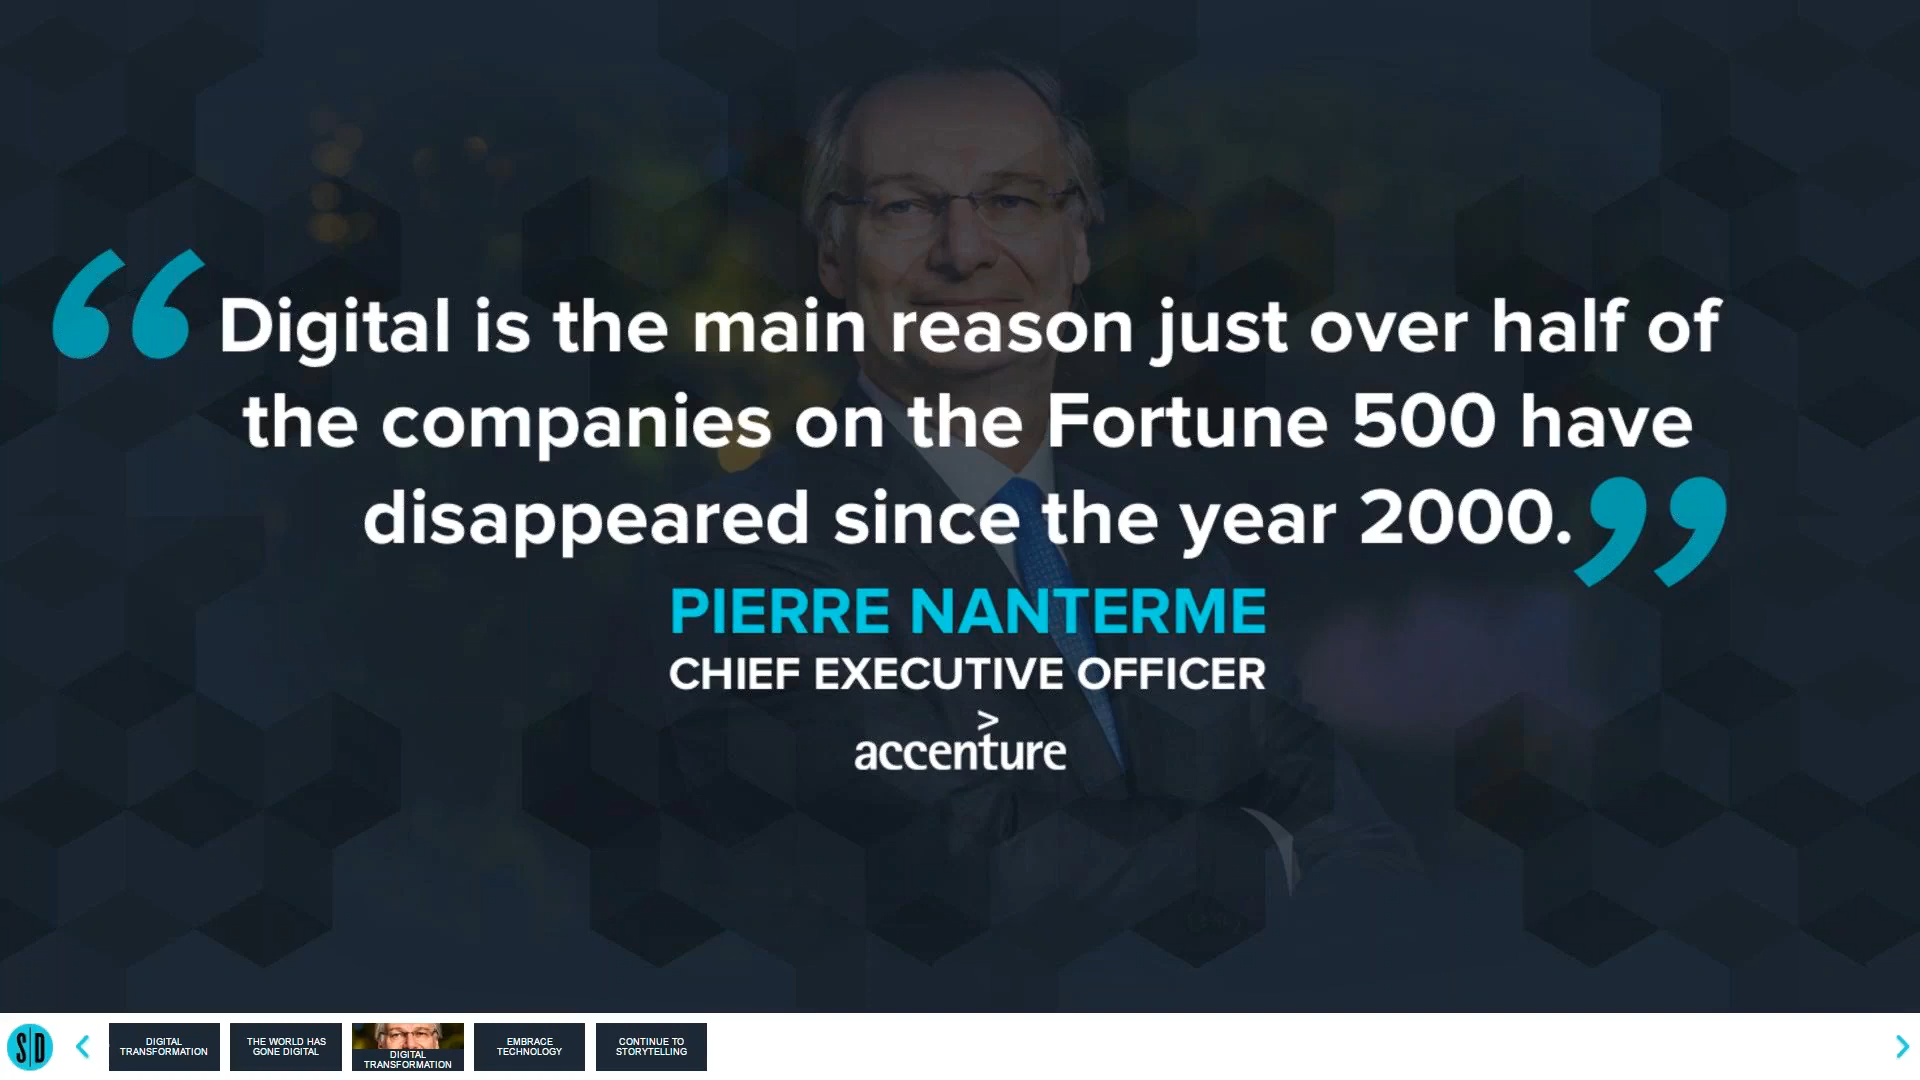 “Digital is the main reason just over half of
the companies on the Fortune 500 have
disappeared since the year 2000.”
PIERRE NANTERME
CHIEF EXECUTIVE OFFICER
>
accenture
S|D
DIGITAL
TRANSFORMATION
THE WORLD HAS
GONE DIGITAL
DIGITAL
TRANSFORMATION
EMBRACE
TECHNOLOGY
CONTINUE TO
STORYTELLING